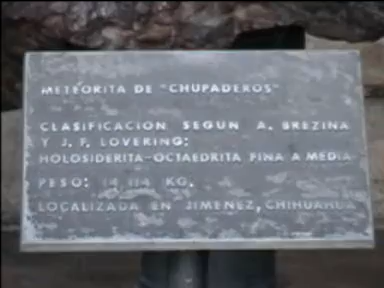 METEORITA DE "CHUPADEROS"
CLASIFICACION SEGUN A. BREZINA
Y J. F. LOVERING:
HOLOSIDERITA-OCTAEDRITA FINA A MEDIA
PESO: 14 114 KG.
LOCALIZADA EN JIMENEZ, CHIHUAHUA